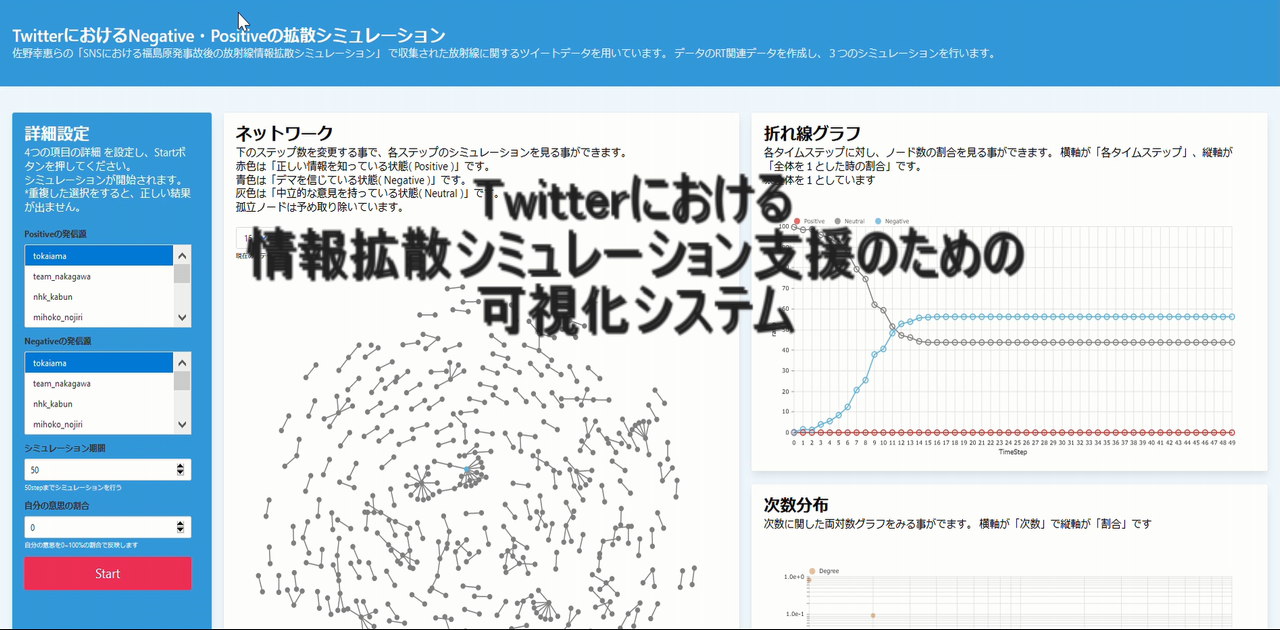 TwitterにおけるNegative・Positiveの拡散シミュレーション
佐野幸恵らの「SNSにおける福島原発事故後の放射線情報拡散シミュレーション」 で収集された放射線に関するツイートデータを用いています。 データのRT関連データを作成し、３つのシミュレーションを行います。
詳細設定
4つの項目の詳細 を設定し、Startボ
タンを押してください。
シミュレーションが開始されます。
*重複した選択をすると、正しい結果
が出ません。
Positiveの発信源
tokaiama
team_nakagawa
nhk_kabun
mihoko_nojiri
Negativeの発信源
tokaiama
team_nakagawa
nhk_kabun
mihoko_nojiri
シミュレーション期間
50
50stepまでシミュレーションを行う
自分の意思の割合
0
自分の意思を0~100%の割合で反映します
Start
ネットワーク
下のステップ数を変更する事で、各ステップのシミュレーションを見る事ができます。
赤色は「正しい情報を知っている状態( Positive )」です。
青色は「デマを信じている状態( Negative )」です。
灰色は「中立的な意見を持っている状態( Neutral )」です。
孤立ノードは予め取り除いています。
Twitterにおける
情報拡散シミュレーション支援のための
可視化システム
折れ線グラフ
各タイムステップに対し、ノード数の割合を見る事ができます。 横軸が「各タイムステップ」、縦軸が
「全体を１とした時の割合」です。
体を１としています
Positive Neutral Negative
100
70
60
50
40
30
20
10
0
0 1 2 3 4 5 6 7 8 9 10 11 12 13 14 15 16 17 18 19 20 21 22 23 24 25 26 27 28 29 30 31 32 33 34 35 36 37 38 39 40 41 42 43 44 45 46 47 48 49
TimeStep
次数分布
次数に関した両対数グラフをみる事がでます。 横軸が「次数」で縦軸が「割合」です
Degree
1.0e+0
1.0e-1